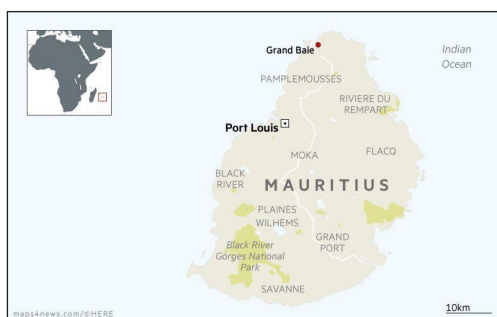 Grand Baie
Indian
Ocean
PAMPLEMOUSSES
RIVIERE DU
REMPART
Port Louis
MOKA
FLACQ
BLACK
RIVER
MAURITIUS
PLAINES
WILHEMS
GRAND
PORT
Black River
Gorges National
Park
SAVANNE
maps4news.com/©HERE
10km